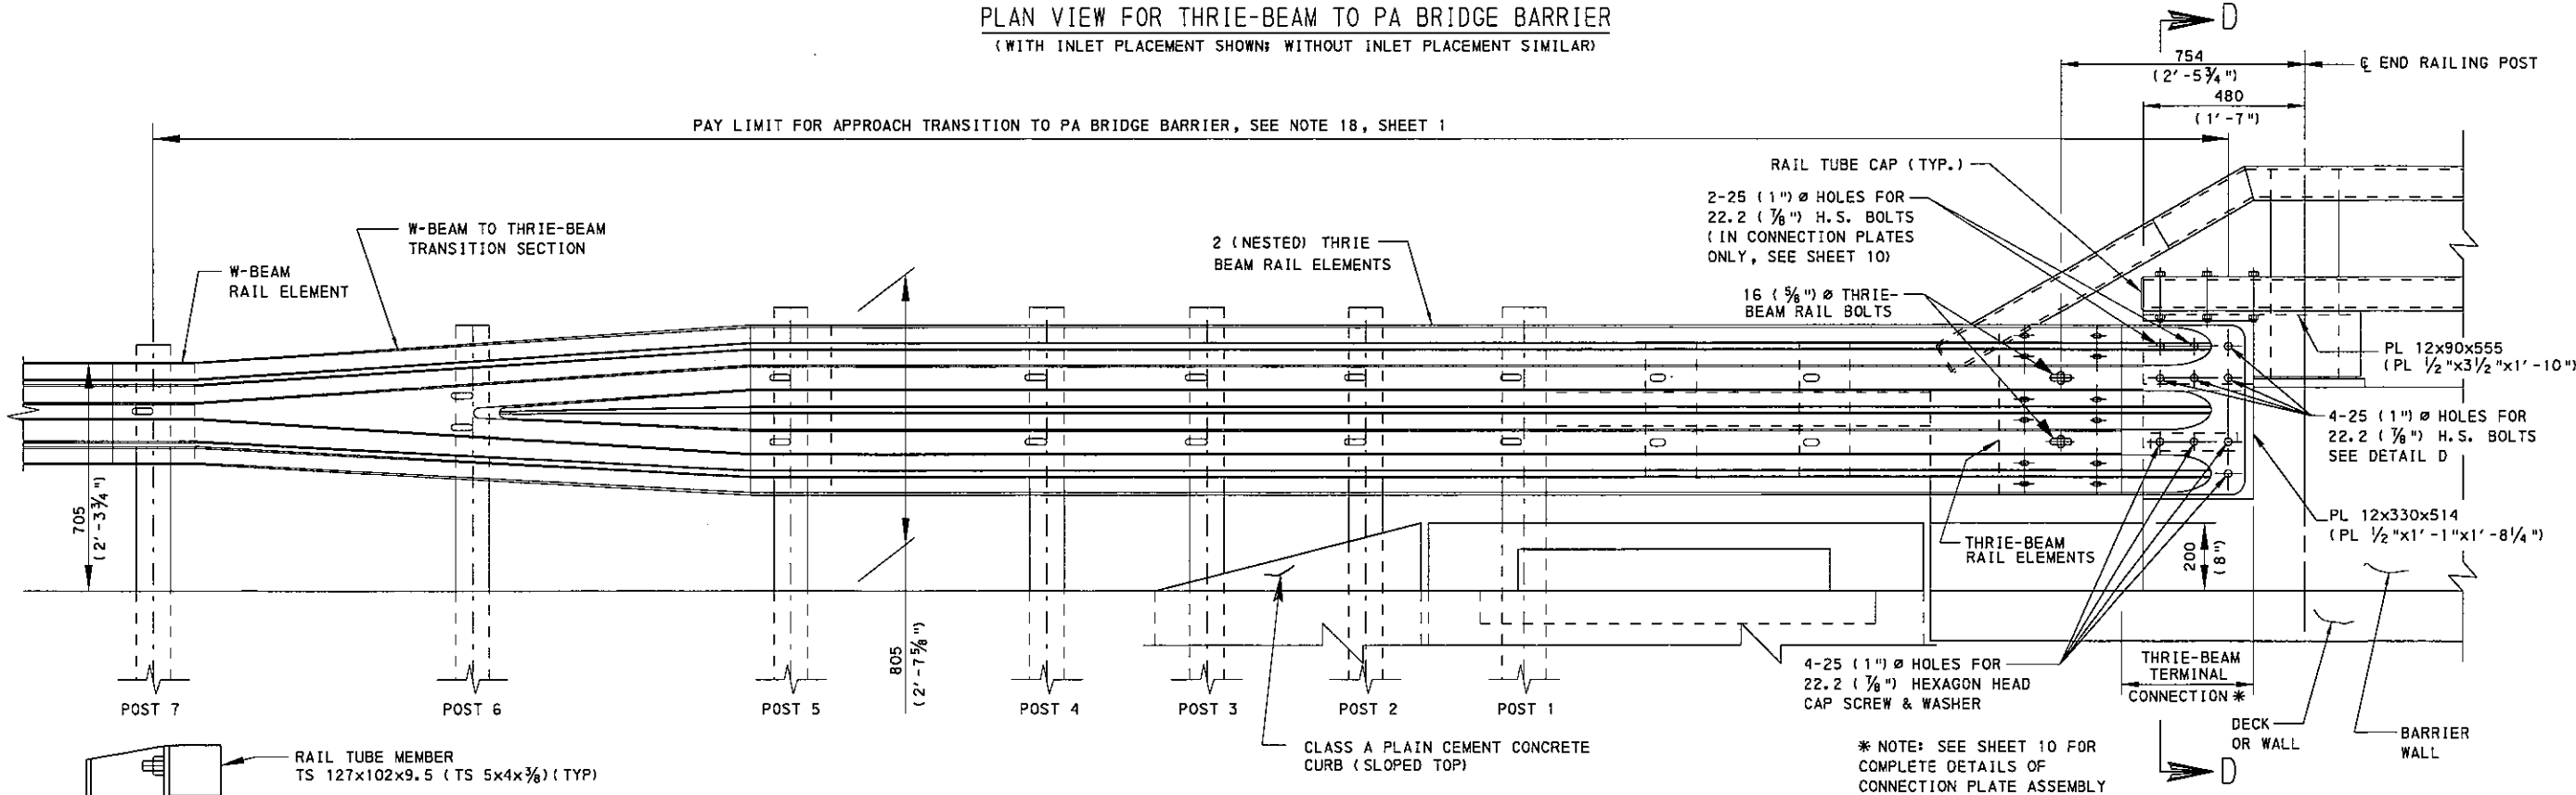 PLAN VIEW FOR THRIE-BEAM TO PA BRIDGE BARRIER
(WITH INLET PLACEMENT SHOWN; WITHOUT INLET PLACEMENT SIMILAR)
D
754
(2'-5¾")
℄ END RAILING POST
480
(1'-7")
PAY LIMIT FOR APPROACH TRANSITION TO PA BRIDGE BARRIER, SEE NOTE 18, SHEET 1
RAIL TUBE CAP (TYP.)
2-25 (1") Ø HOLES FOR
22.2 (⅞") H.S. BOLTS
(IN CONNECTION PLATES
ONLY, SEE SHEET 10)
W-BEAM TO THRIE-BEAM
TRANSITION SECTION
2 (NESTED) THRIE
BEAM RAIL ELEMENTS
W-BEAM
RAIL ELEMENT
16 (⅝") Ø THRIE-
BEAM RAIL BOLTS
PL 12x90x555
(PL ½"x3½"x1'-10")
4-25 (1") Ø HOLES FOR
22.2 (⅞") H.S. BOLTS
SEE DETAIL D
705
(2'-3¾")
PL 12x330x514
(PL ½"x1'-1"x1'-8¼")
THRIE-BEAM
RAIL ELEMENTS
200
(8")
805
(2'-7⅝")
4-25 (1") Ø HOLES FOR
22.2 (⅞") HEXAGON HEAD
CAP SCREW & WASHER
THRIE-BEAM
TERMINAL
CONNECTION *
POST 7
POST 6
POST 5
POST 4
POST 3
POST 2
POST 1
DECK
OR WALL
BARRIER
WALL
CLASS A PLAIN CEMENT CONCRETE
CURB (SLOPED TOP)
* NOTE: SEE SHEET 10 FOR
COMPLETE DETAILS OF
CONNECTION PLATE ASSEMBLY
D
RAIL TUBE MEMBER
TS 127x102x9.5 (TS 5x4x⅜)(TYP)